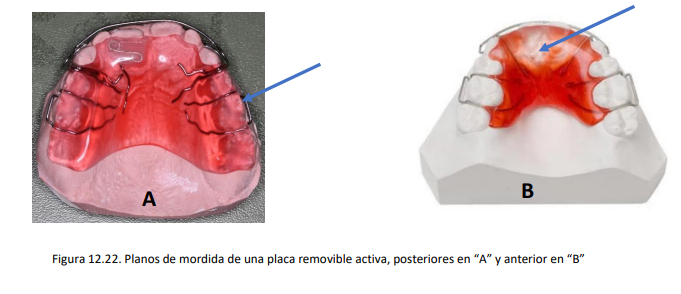 A
B
Figura 12.22. Planos de mordida de una placa removible activa, posteriores en “A” y anterior en “B”